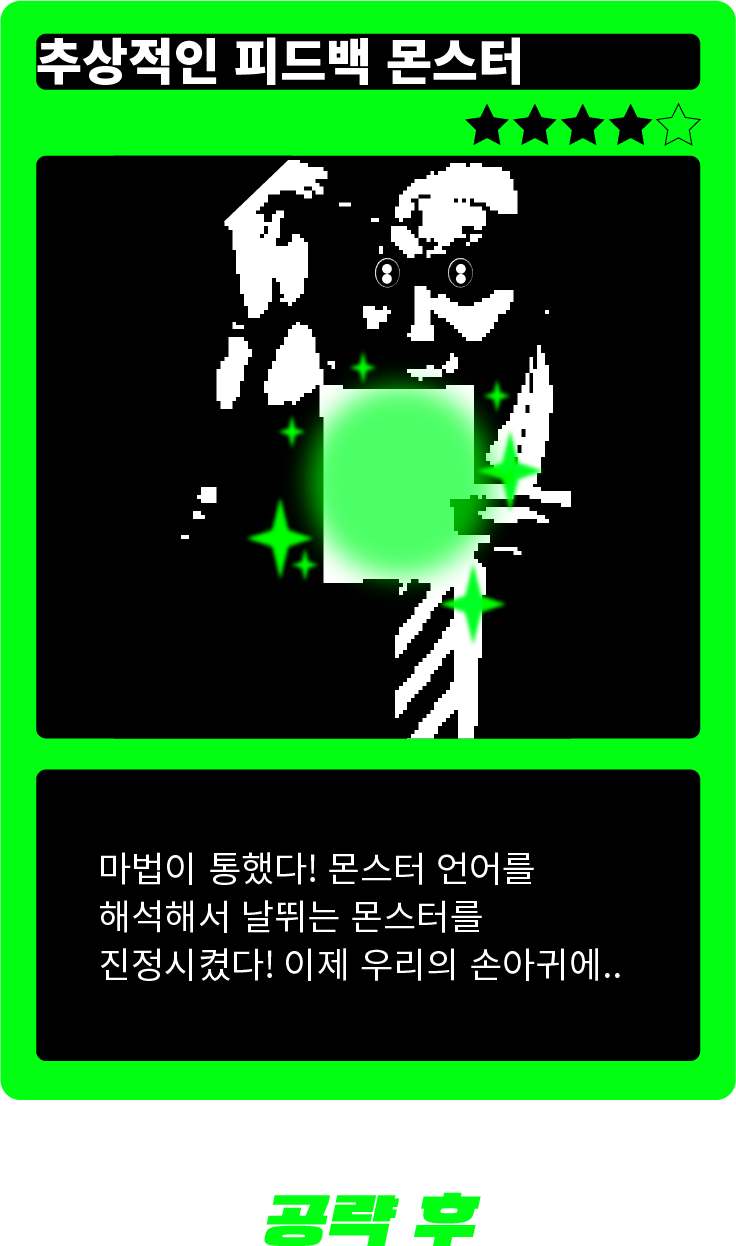 추상적인 피드백 몬스터
마법이 통했다! 몬스터 언어를
해석해서 날뛰는 몬스터를
진정시켰다! 이제 우리의 손아귀에..
공략 후